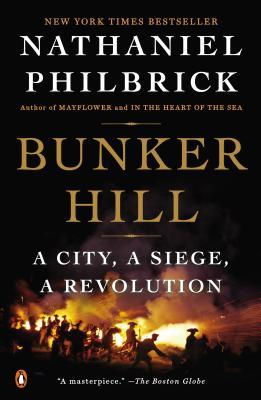 NEW YORK TIMES BESTSELLER
NATHANIEL
PHILBRICK
Author of MAYFLOWER and IN THE HEART OF THE SEA
BUNKER
HILL
A CITY, A SIEGE,
A REVOLUTION
"A masterpiece." —The Boston Globe